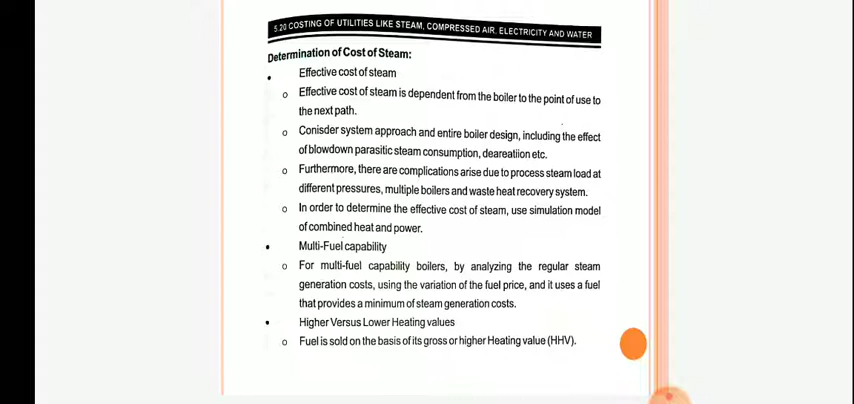 5.20 COSTING OF UTILITIES LIKE STEAM, COMPRESSED AIR, ELECTRICITY AND WATER
Determination of Cost of Steam:
• Effective cost of steam
o Effective cost of steam is dependent from the boiler to the point of use to
the next path.
o Conisder system approach and entire boiler design, including the effect
of blowdown parasitic steam consumption, deareatiion etc.
o Furthermore, there are complications arise due to process steam load at
different pressures, multiple boilers and waste heat recovery system.
o In order to determine the effective cost of steam, use simulation model
of combined heat and power.
• Multi-Fuel capability
o For multi-fuel capability boilers, by analyzing the regular steam
generation costs, using the variation of the fuel price, and it uses a fuel
that provides a minimum of steam generation costs.
• Higher Versus Lower Heating values
o Fuel is sold on the basis of its gross or higher Heating value (HHV).